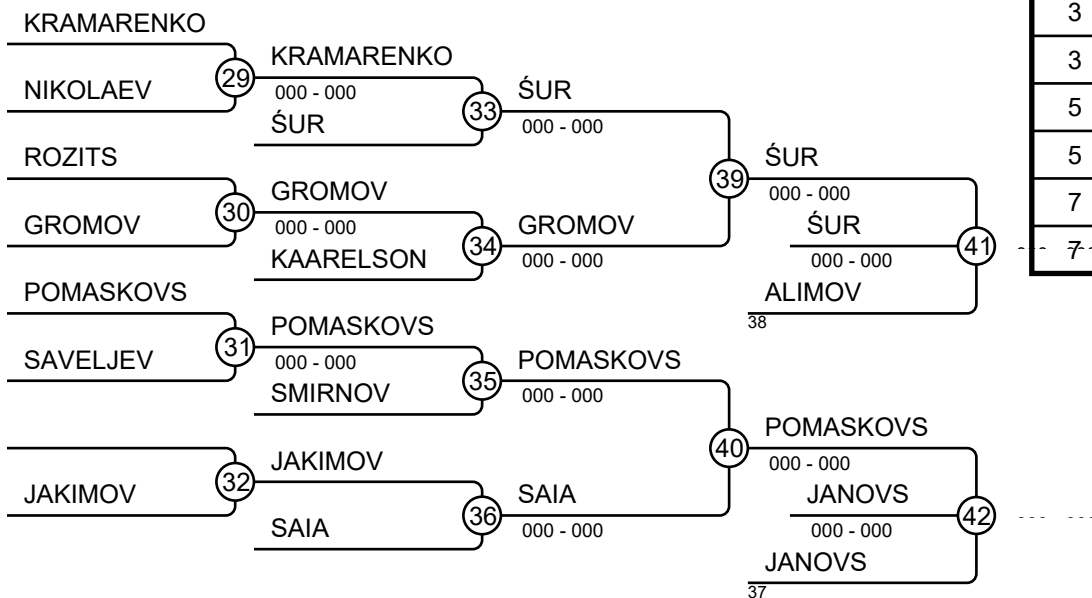 KRAMARENKO
3
KRAMARENKO
29
3
NIKOLAEV
000 - 000
ŚUR
33
ŚUR
000 - 000
5
ROZITS
ŚUR
5
GROMOV
39
000 - 000
30
7
GROMOV
000 - 000
GROMOV
ŚUR
34
41
7
KAARELSON
000 - 000
000 - 000
POMASKOVS
ALIMOV
38
POMASKOVS
31
SAVELJEV
000 - 000
POMASKOVS
35
SMIRNOV
000 - 000
POMASKOVS
40
JAKIMOV
000 - 000
32
JAKIMOV
SAIA
JANOVS
36
42
SAIA
000 - 000
000 - 000
JANOVS
37